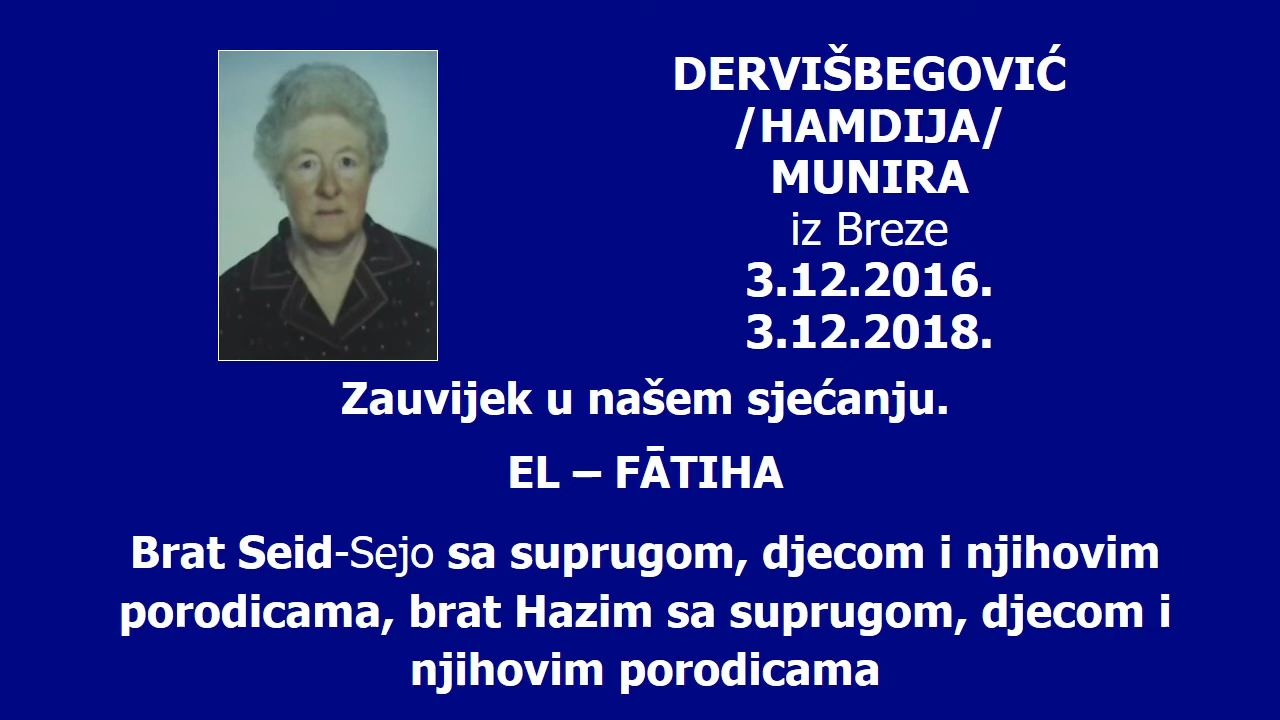 DERVIŠBEGOVIĆ
/HAMDIJA/
MUNIRA
iz Breze
3.12.2016.
3.12.2018.
Zauvijek u našem sjećanju.
EL – FĀTIHA
Brat Seid-Sejo sa suprugom, djecom i njihovim
porodicama, brat Hazim sa suprugom, djecom i
njihovim porodicama